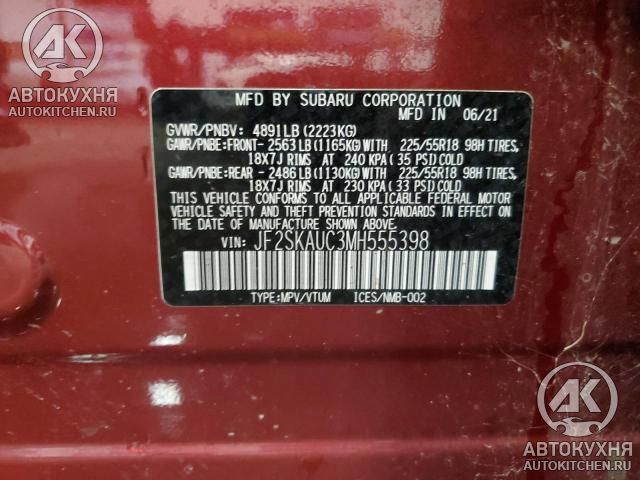 АК
АВТОКУХНЯ
AUTOKITCHEN.RU
MFD BY SUBARU CORPORATION
MFD IN 06/21
GVWR/PNBV: 4891LB(2223KG)
GAWR/PNBE:FRONT- 2563LB(1165KG)WITH 225/55R18 98H TIRES,
18X7J RIMS AT 240 KPA(35 PSI)COLD
GAWR/PNBE:REAR - 2486LB(1130KG)WITH 225/55R18 98H TIRES,
18X7J RIMS AT 230 KPA(33 PSI)COLD
THIS VEHICLE CONFORMS TO ALL APPLICABLE FEDERAL MOTOR
VEHICLE SAFETY AND THEFT PREVENTION STANDARDS IN EFFECT
ON THE DATE OF MANUFACTURE SHOWN ABOVE.
VIN: JF2SKAUC3MH555398
TYPE:MPV/VTUM ICES/NMB-002
АК
АВТОКУХНЯ
AUTOKITCHEN.RU